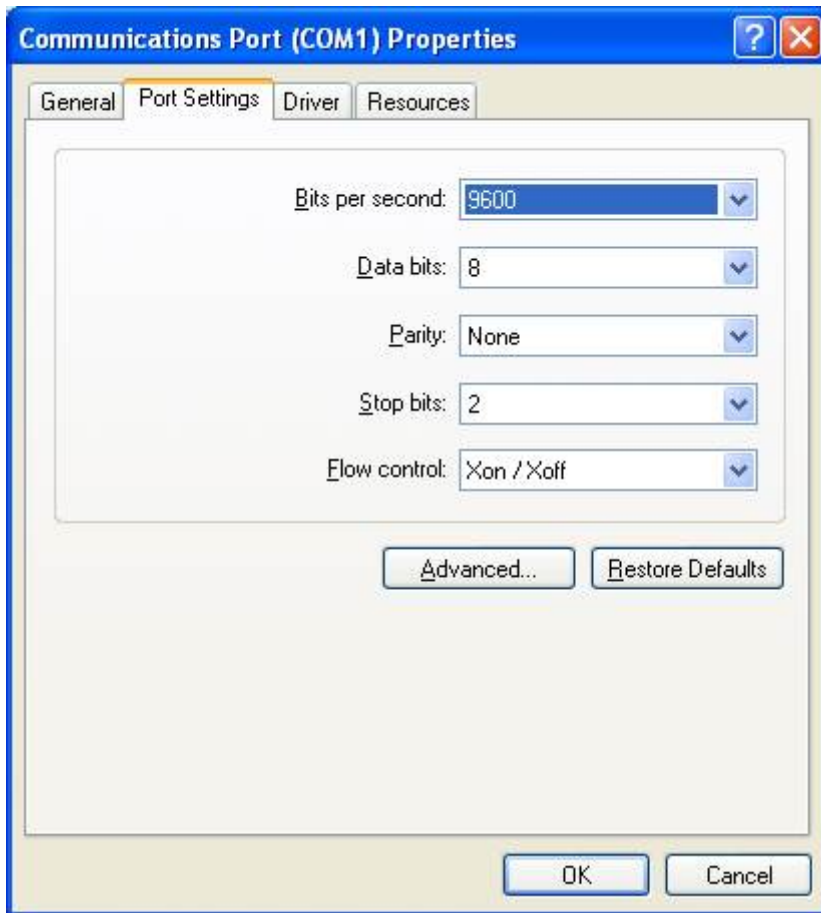 Communications Port (COM1) Properties
General Port Settings Driver Resources
Bits per second: 9600
Data bits: 8
Parity: None
Stop bits: 2
Flow control: Xon / Xoff
Advanced... Restore Defaults
OK Cancel